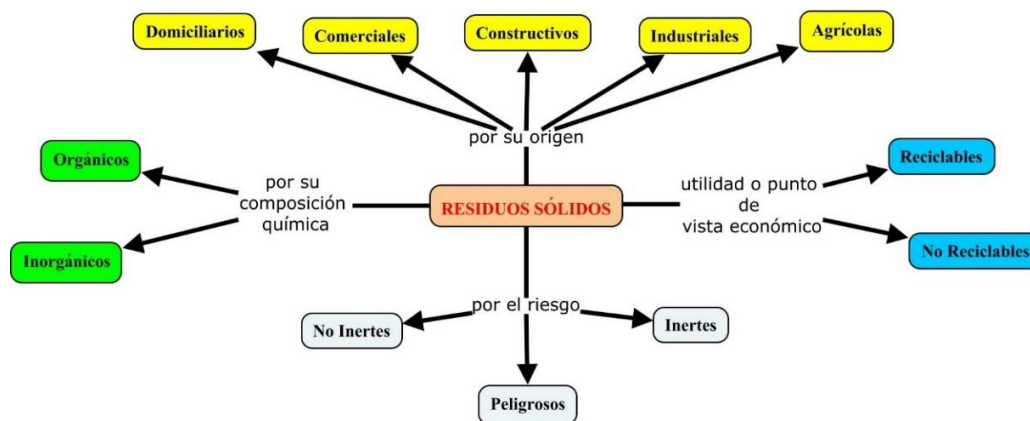 Domiciliarios
Comerciales
Constructivos
Industriales
Agrícolas
por su origen
Orgánicos
Inorgánicos
por su
composición
química
RESIDUOS SÓLIDOS
utilidad o punto
de
vista económico
Reciclables
No Reciclables
por el riesgo
No Inertes
Inertes
Peligrosos